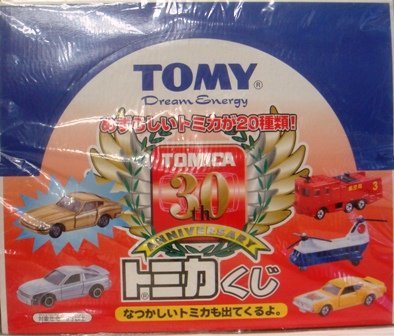 TOMY®
Dream Energy
めずらしいトミカが20種類!
TOMICA
30th
ANNIVERSARY
トミカくじ
®
なつかしいトミカも出てくるよ。
3